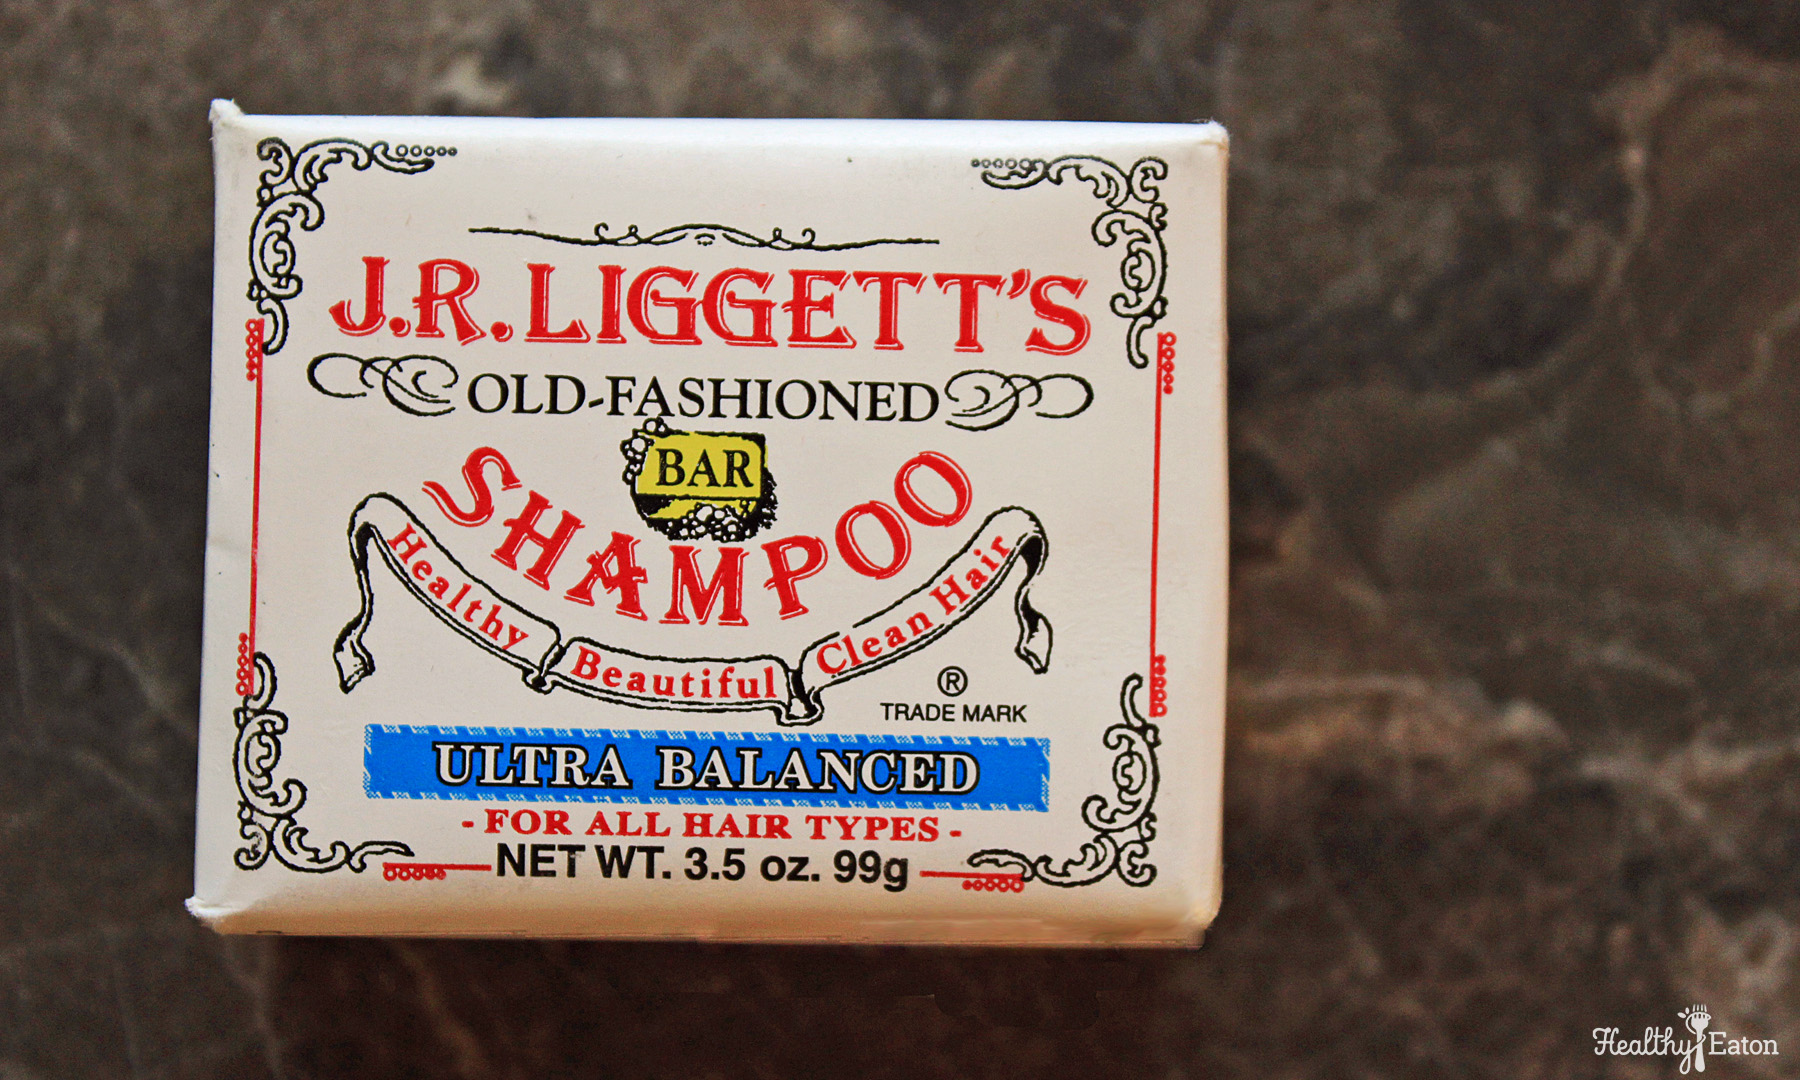 J.R. LIGGETT'S
OLD-FASHIONED
BAR
SHAMPOO
Healthy Beautiful Clean Hair
®
TRADE MARK
ULTRA BALANCED
- FOR ALL HAIR TYPES -
NET WT. 3.5 oz. 99g
Healthy Eaton